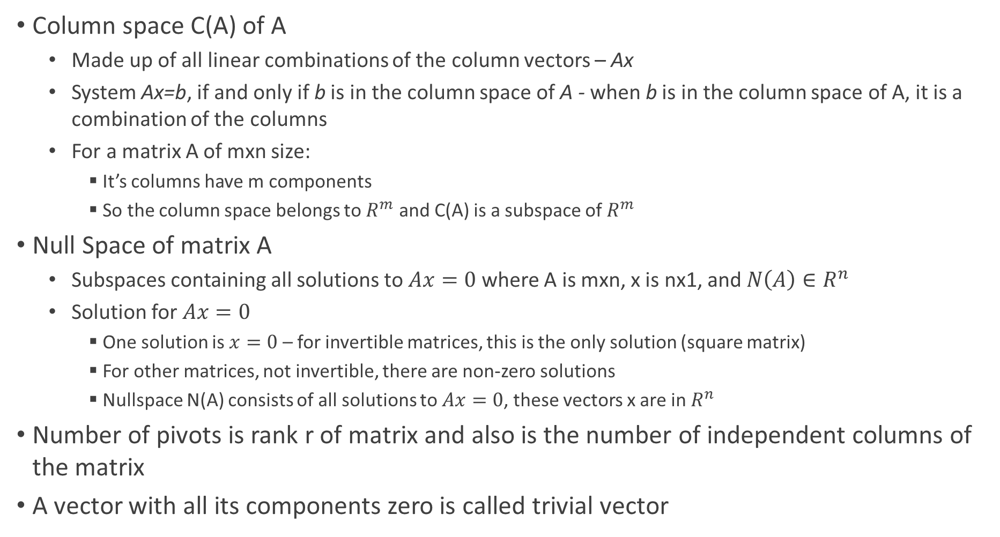 • Column space C(A) of A
• Made up of all linear combinations of the column vectors – Ax
• System Ax=b, if and only if b is in the column space of A - when b is in the column space of A, it is a
combination of the columns
• For a matrix A of mxn size:
▪ It’s columns have m components
▪ So the column space belongs to R^m and C(A) is a subspace of R^m
• Null Space of matrix A
• Subspaces containing all solutions to Ax = 0 where A is mxn, x is nx1, and N(A) ∈ R^n
• Solution for Ax = 0
▪ One solution is x = 0 – for invertible matrices, this is the only solution (square matrix)
▪ For other matrices, not invertible, there are non-zero solutions
▪ Nullspace N(A) consists of all solutions to Ax = 0, these vectors x are in R^n
• Number of pivots is rank r of matrix and also is the number of independent columns of
the matrix
• A vector with all its components zero is called trivial vector